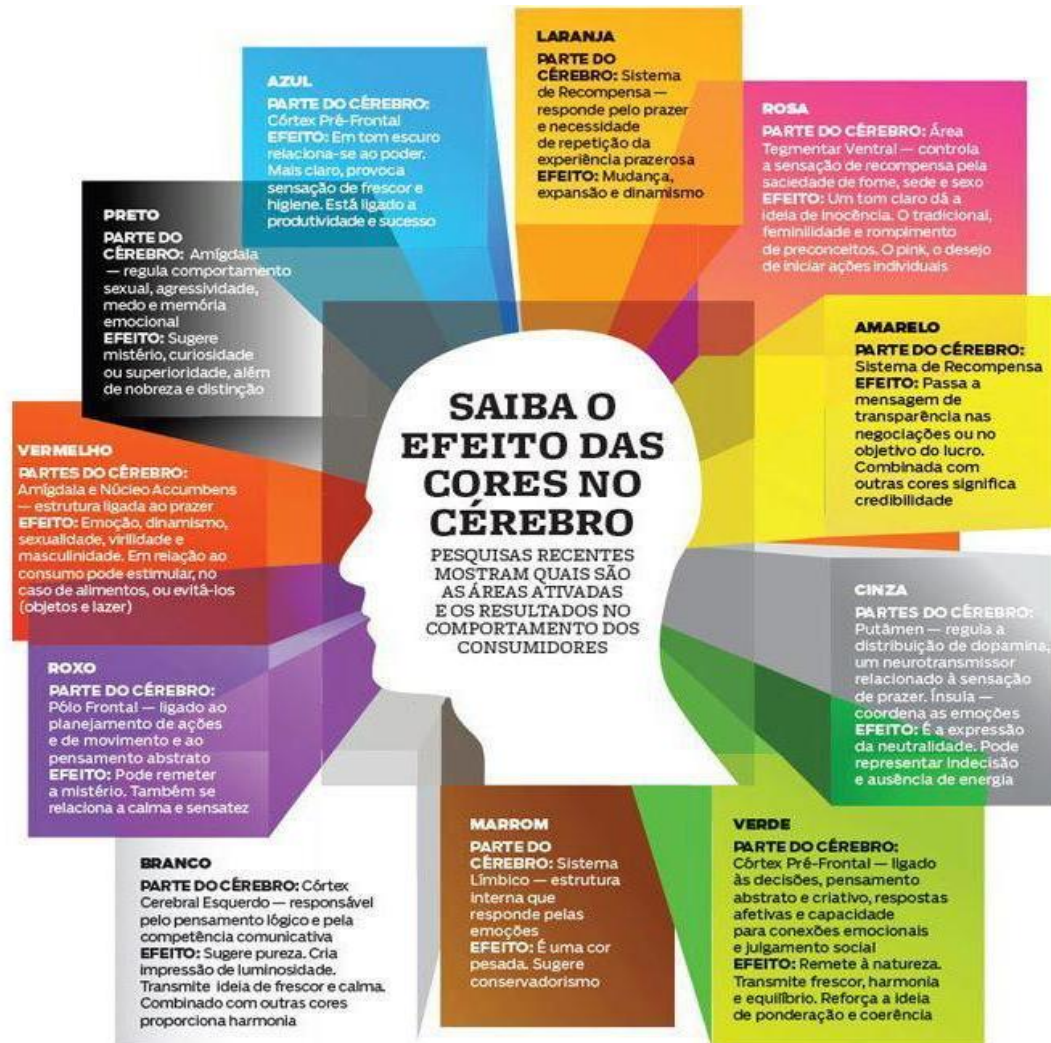 SAIBA O
EFEITO DAS
CORES NO
CÉREBRO
PESQUISAS RECENTES
MOSTRAM QUAIS SÃO
AS ÁREAS ATIVADAS
E OS RESULTADOS NO
COMPORTAMENTO DOS
CONSUMIDORES
LARANJA
PARTE DO
CÉREBRO: Sistema
de Recompensa —
responde pelo prazer
e necessidade
de repetição da
experiência prazerosa
EFEITO: Mudança,
expansão e dinamismo
ROSA
PARTE DO CÉREBRO: Área
Tegmentar Ventral — controla
a sensação de recompensa pela
saciedade de fome, sede e sexo
EFEITO: Um tom claro dá a
ideia de inocência. O tradicional,
feminilidade e rompimento
de preconceitos. O pink, o desejo
de iniciar ações individuais
AMARELO
PARTE DO CÉREBRO:
Sistema de Recompensa
EFEITO: Passa a
mensagem de
transparência nas
negociações ou no
objetivo do lucro.
Combinada com
outras cores significa
credibilidade
CINZA
PARTES DO CÉREBRO:
Putâmen — regula a
distribuição de dopamina,
um neurotransmissor
relacionado à sensação
de prazer. Ínsula —
coordena as emoções
EFEITO: É a expressão
da neutralidade. Pode
representar indecisão
e ausência de energia
VERDE
PARTE DO CÉREBRO:
Córtex Pré-Frontal — ligado
às decisões, pensamento
abstrato e criativo, respostas
afetivas e capacidade
para conexões emocionais
e julgamento social
EFEITO: Remete à natureza.
Transmite frescor, harmonia
e equilíbrio. Reforça a ideia
de ponderação e coerência
MARROM
PARTE DO
CÉREBRO: Sistema
Límbico — estrutura
interna que
responde pelas
emoções
EFEITO: É uma cor
pesada. Sugere
conservadorismo
BRANCO
PARTE DO CÉREBRO: Córtex
Cerebral Esquerdo — responsável
pelo pensamento lógico e pela
competência comunicativa
EFEITO: Sugere pureza. Cria
impressão de luminosidade.
Transmite ideia de frescor e calma.
Combinado com outras cores
proporciona harmonia
ROXO
PARTE DO CÉREBRO:
Pólo Frontal — ligado ao
planejamento de ações
e de movimento e ao
pensamento abstrato
EFEITO: Pode remeter
a mistério. Também se
relaciona a calma e sensatez
VERMELHO
PARTES DO CÉREBRO:
Amígdala e Núcleo Accumbens
— estrutura ligada ao prazer
EFEITO: Emoção, dinamismo,
sexualidade, virilidade e
masculinidade. Em relação ao
consumo pode estimular, no
caso de alimentos, ou evitá-los
(objetos e lazer)
PRETO
PARTE DO
CÉREBRO: Amígdala
— regula comportamento
sexual, agressividade,
medo e memória
emocional
EFEITO: Sugere
mistério, curiosidade
ou superioridade, além
de nobreza e distinção
AZUL
PARTE DO CÉREBRO:
Córtex Pré-Frontal
EFEITO: Em tom escuro
relaciona-se ao poder.
Mais claro, provoca
sensação de frescor e
higiene. Está ligado a
produtividade e sucesso